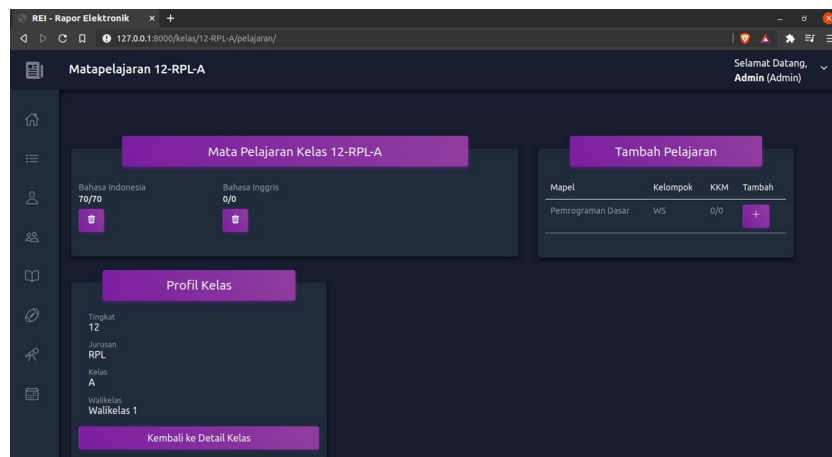 REI - Rapor Elektronik
127.0.0.1:8000/kelas/12-RPL-A/pelajaran/
Matapelajaran 12-RPL-A
Selamat Datang,
Admin (Admin)
Mata Pelajaran Kelas 12-RPL-A
Bahasa Indonesia
70/70
Bahasa Inggris
0/0
Tambah Pelajaran
Mapel Kelompok KKM Tambah
Pemrograman Dasar WS 0/0 +
Profil Kelas
Tingkat
12
Jurusan
RPL
Kelas
A
Walikelas
Walikelas 1
Kembali ke Detail Kelas